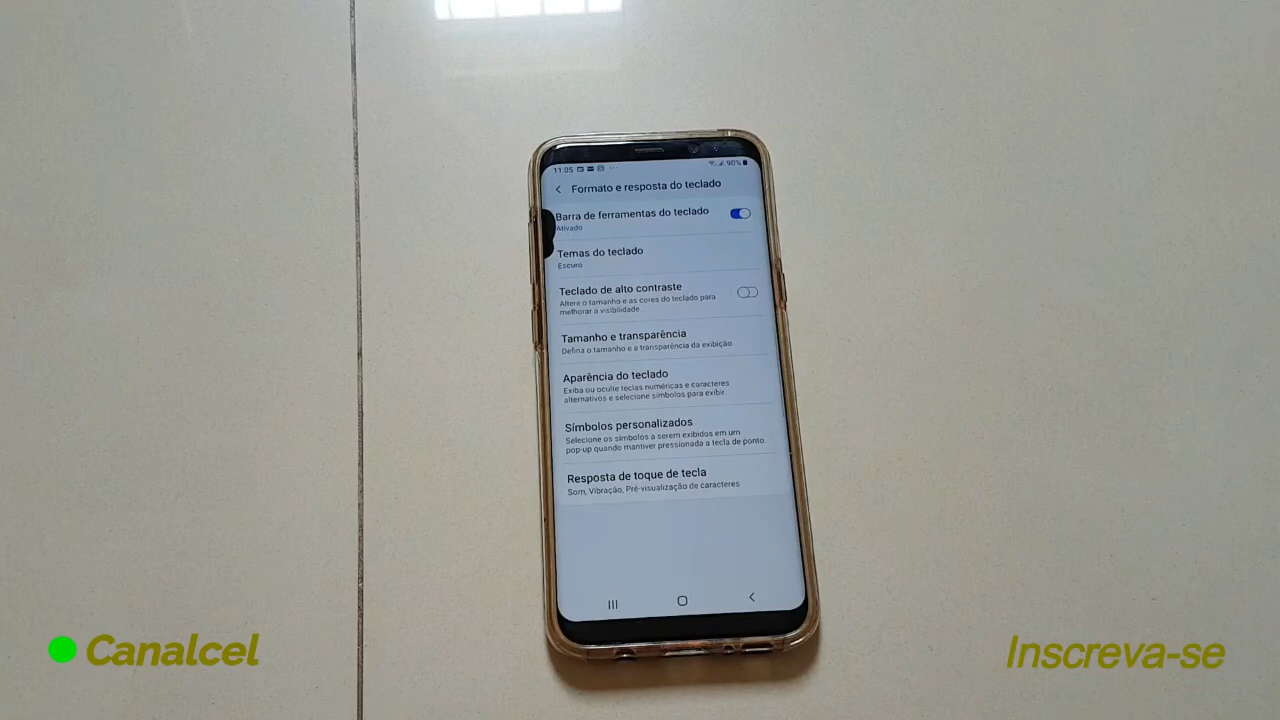 11:05
90%
Formato e resposta do teclado
Barra de ferramentas do teclado
Ativado
Temas do teclado
Escuro
Teclado de alto contraste
Altere o tamanho e as cores do teclado para
melhorar a visibilidade
Tamanho e transparência
Defina o tamanho e a transparência da exibição
Aparência do teclado
Exiba ou oculte teclas numéricas e caracteres
alternativos e selecione símbolos para exibir
Símbolos personalizados
Selecione os símbolos a serem exibidos em um
pop-up quando mantiver pressionada a tecla de ponto.
Resposta de toque de tecla
Som, Vibração, Pré-visualização de caracteres
Canalcel
Inscreva-se